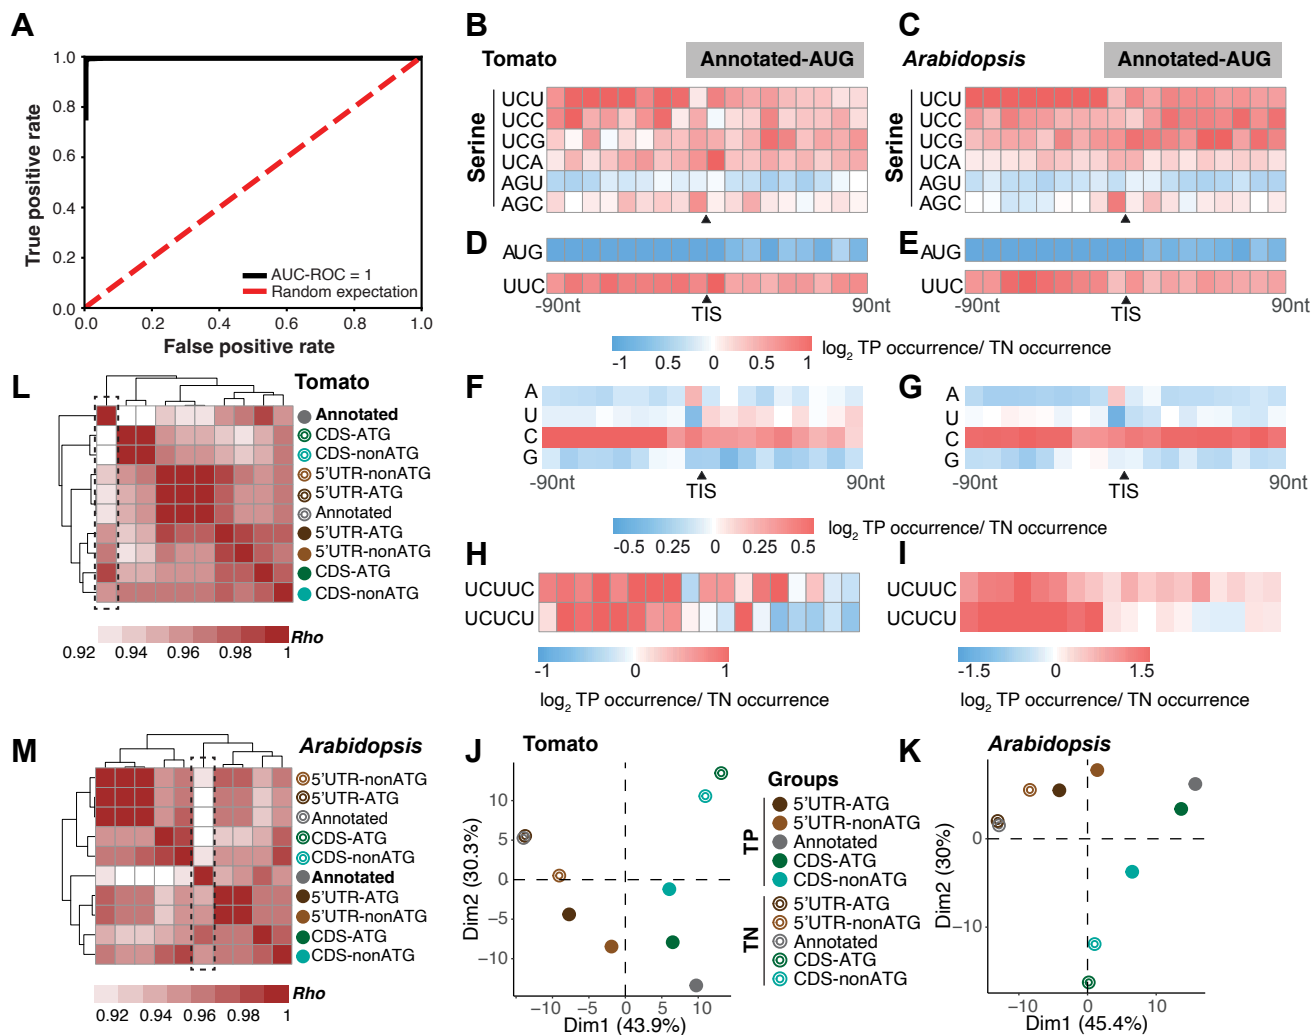 A
True positive rate
1.0
0.8
0.6
0.4
0.2
0.0
AUC-ROC = 1
Random expectation
0.0 0.2 0.4 0.6 0.8 1.0
False positive rate
B
Tomato
Annotated-AUG
Serine
UCU
UCC
UCG
UCA
AGU
AGC
C
Arabidopsis
Annotated-AUG
Serine
UCU
UCC
UCG
UCA
AGU
AGC
D
AUG
UUC
-90nt
TIS
90nt
E
AUG
UUC
-90nt
TIS
90nt
-1 0.5 0 0.5 1
log2 TP occurrence/ TN occurrence
L
Tomato
Annotated
CDS-ATG
CDS-nonATG
5'UTR-nonATG
5'UTR-ATG
Annotated
5'UTR-ATG
5'UTR-nonATG
CDS-ATG
CDS-nonATG
Rho
0.92 0.94 0.96 0.98 1
F
A
U
C
G
-90nt
TIS
90nt
G
A
U
C
G
-90nt
TIS
90nt
-0.5 0.25 0 0.25 0.5
log2 TP occurrence/ TN occurrence
H
UCUUC
UCUCU
-1 0 1
log2 TP occurrence/ TN occurrence
I
UCUUC
UCUCU
-1.5 0 1.5
log2 TP occurrence/ TN occurrence
M
Arabidopsis
5'UTR-nonATG
5'UTR-ATG
Annotated
CDS-ATG
CDS-nonATG
Annotated
5'UTR-ATG
5'UTR-nonATG
CDS-ATG
CDS-nonATG
Rho
0.92 0.94 0.96 0.98 1
J
Tomato
Dim2 (30.3%)
10
5
0
−5
−10
−10 −5 0 5 10
Dim1 (43.9%)
Groups
TP
5'UTR-ATG
5'UTR-nonATG
Annotated
CDS-ATG
CDS-nonATG
TN
5'UTR-ATG
5'UTR-nonATG
Annotated
CDS-ATG
CDS-nonATG
K
Arabidopsis
Dim2 (30%)
0
−10
−10 0 10
Dim1 (45.4%)